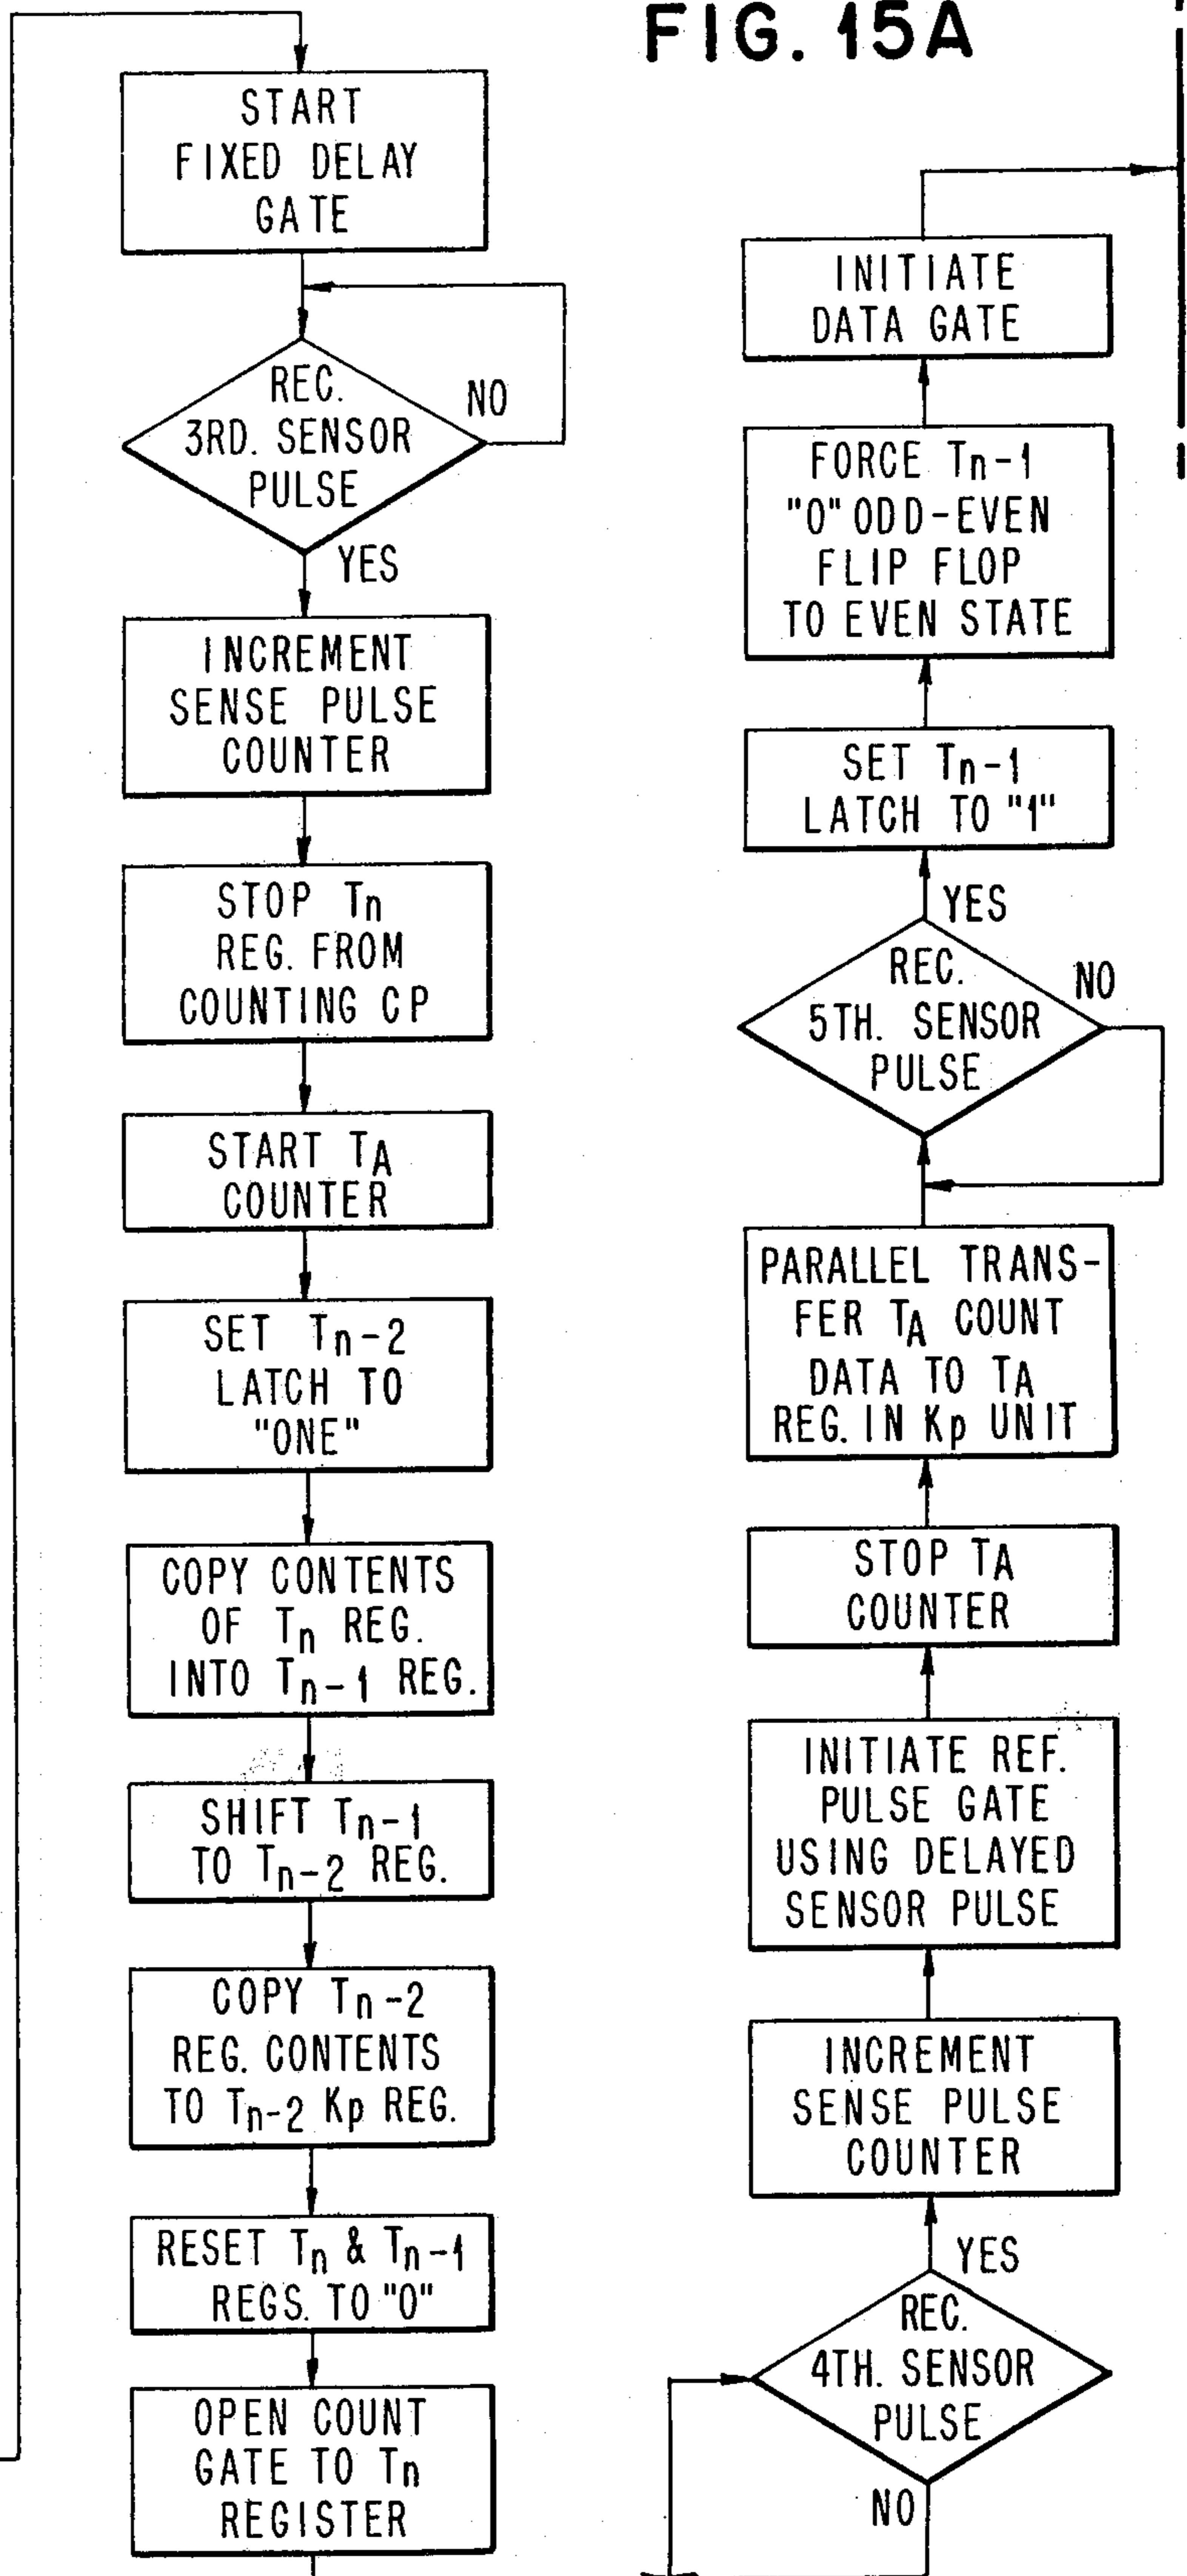 FIG. 15A
START
FIXED DELAY
GATE
REC.
3RD. SENSOR
PULSE
NO
YES
INCREMENT
SENSE PULSE
COUNTER
STOP Tn
REG. FROM
COUNTING CP
START TA
COUNTER
SET Tn-2
LATCH TO
"ONE"
COPY CONTENTS
OF Tn REG.
INTO Tn-1 REG.
SHIFT Tn-1
TO Tn-2 REG.
COPY Tn-2
REG. CONTENTS
TO Tn-2 Kp REG.
RESET Tn & Tn-1
REGS. TO "0"
OPEN COUNT
GATE TO Tn
REGISTER
INITIATE
DATA GATE
FORCE Tn-1
"0" ODD-EVEN
FLIP FLOP
TO EVEN STATE
SET Tn-1
LATCH TO "1"
YES
REC.
5TH. SENSOR
PULSE
NO
PARALLEL TRANS-
FER TA COUNT
DATA TO TA
REG. IN Kp UNIT
STOP TA
COUNTER
INITIATE REF.
PULSE GATE
USING DELAYED
SENSOR PULSE
INCREMENT
SENSE PULSE
COUNTER
YES
REC.
4TH. SENSOR
PULSE
NO